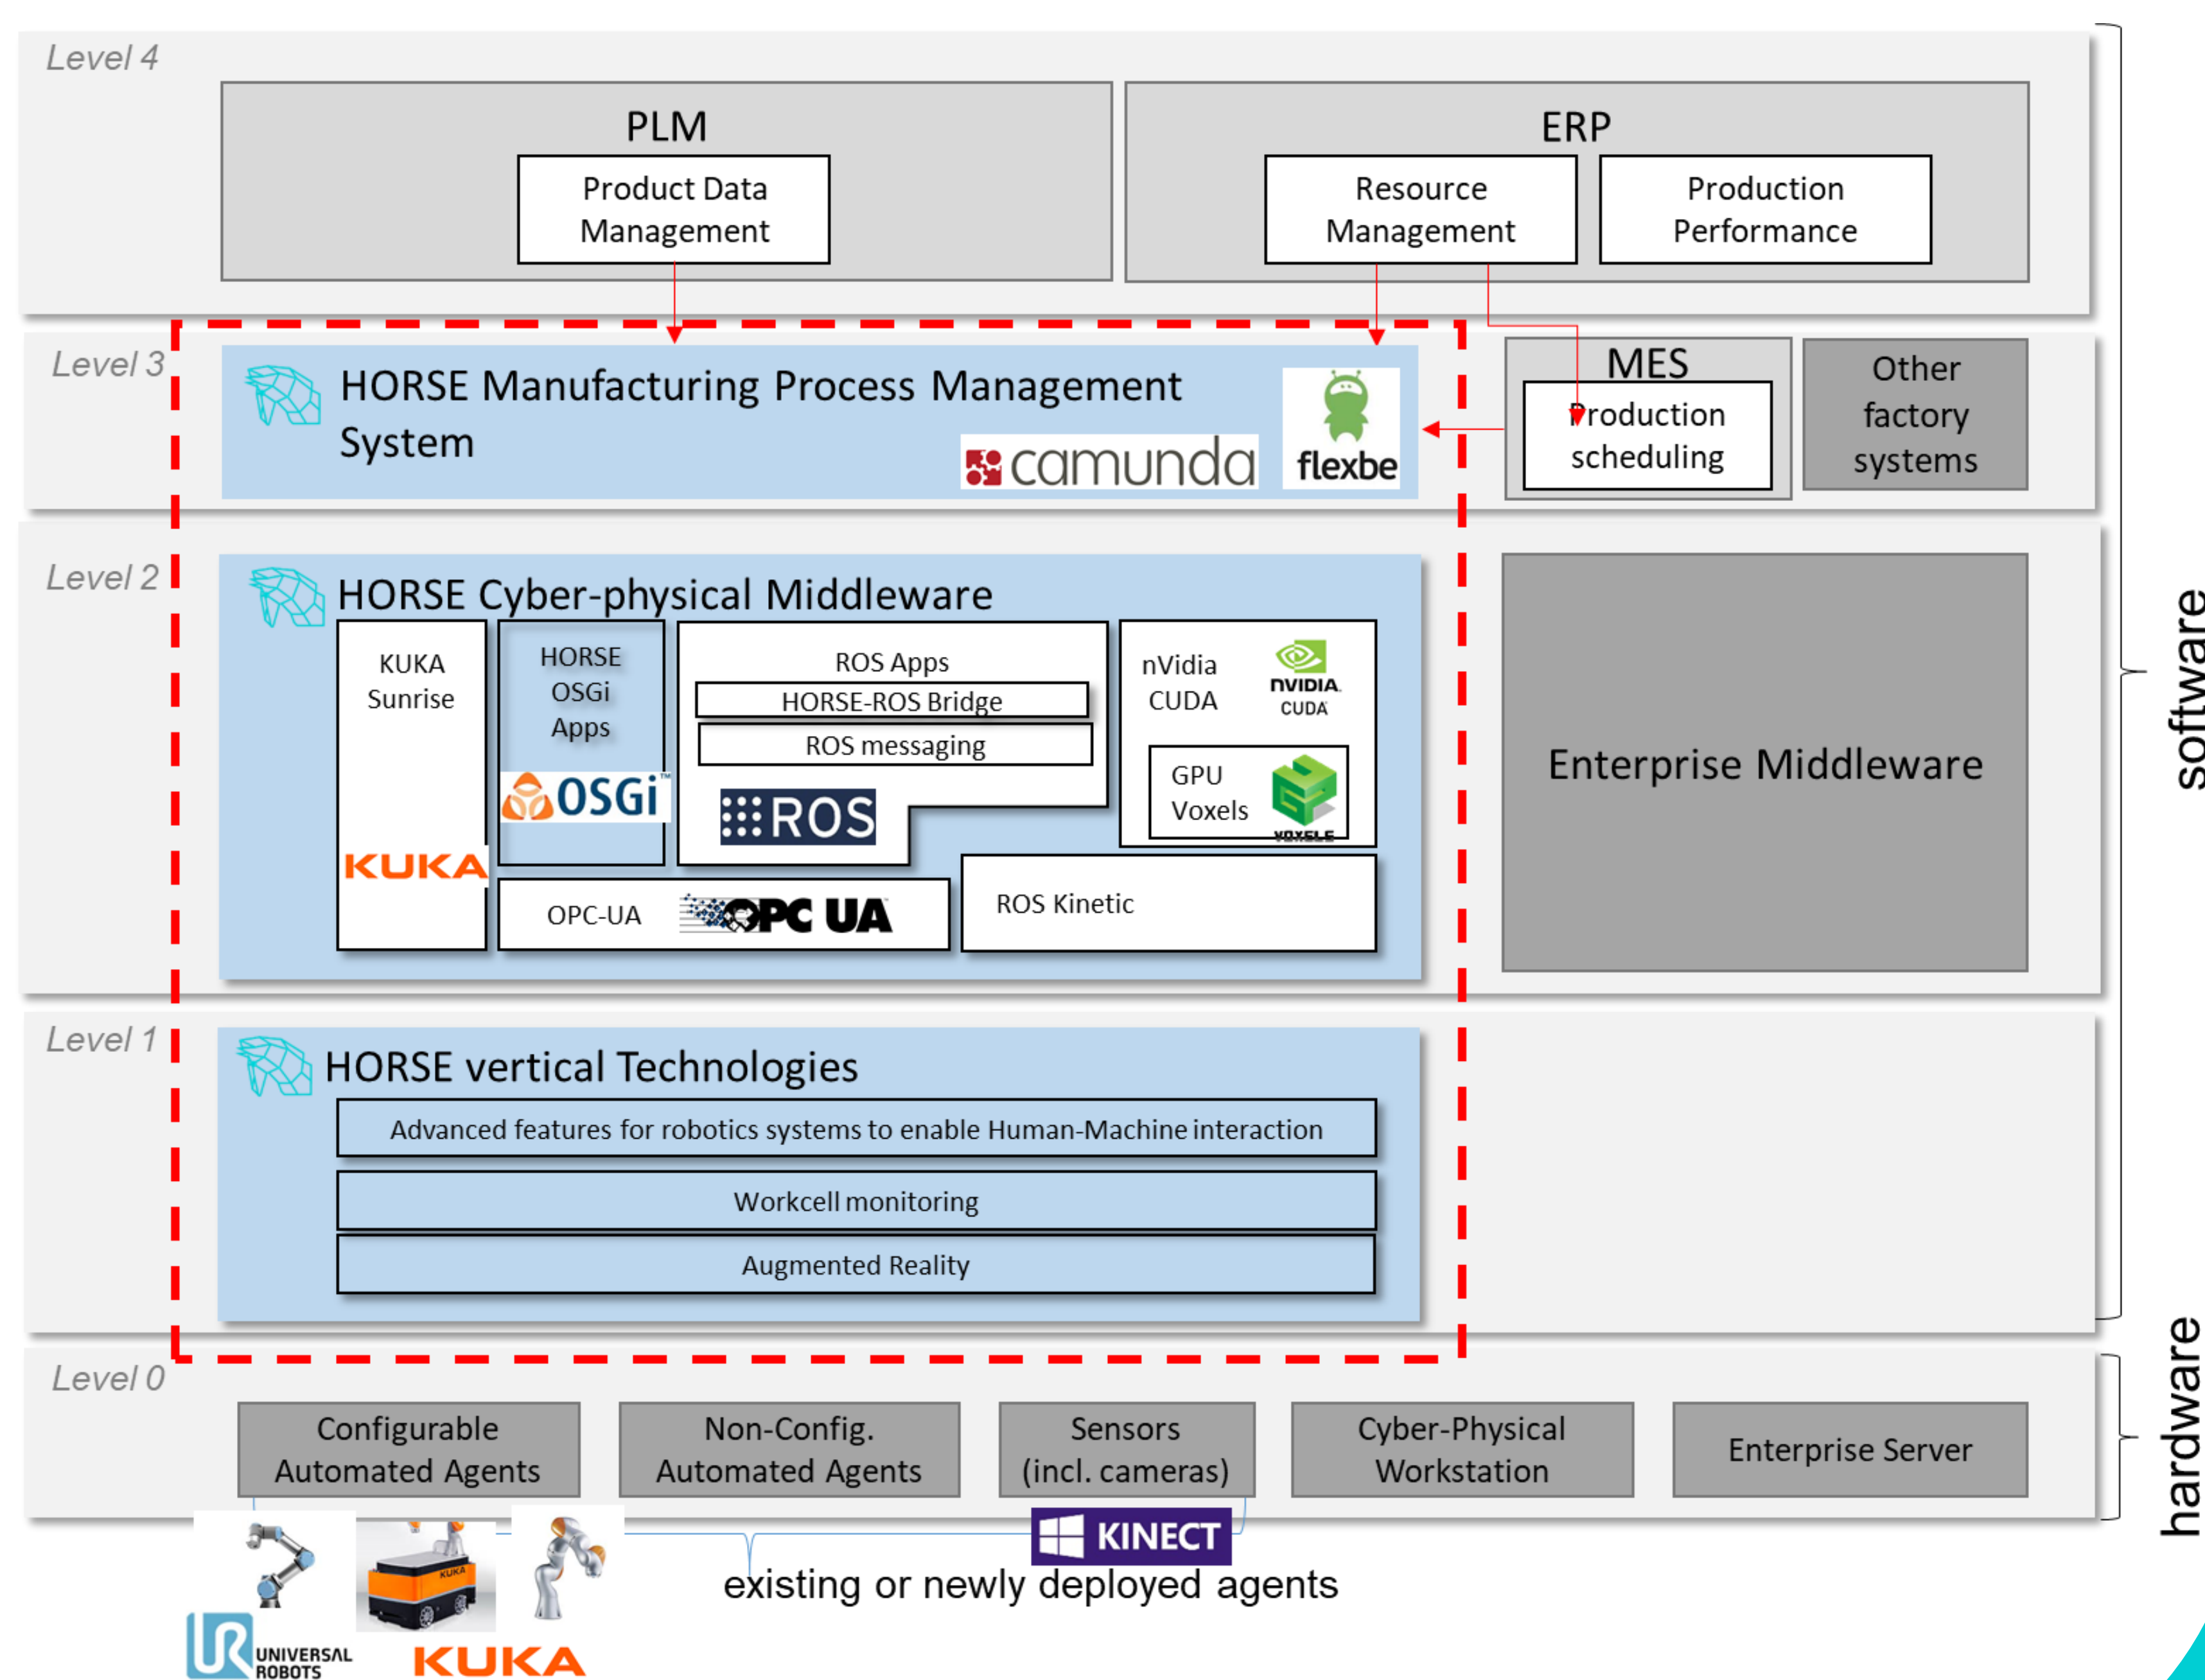 Level 4
PLM
Product Data
Management
ERP
Resource
Management
Production
Performance
Level 3
HORSE Manufacturing Process Management
System
camunda
flexbe
MES
Production
scheduling
Other
factory
systems
Level 2
HORSE Cyber-physical Middleware
KUKA
Sunrise
KUKA
HORSE
OSGi
Apps
OSGi™
ROS Apps
HORSE-ROS Bridge
ROS messaging
ROS
nVidia
CUDA
NVIDIA.
CUDA
GPU
Voxels
VOXELS
OPC-UA
OPC UA
ROS Kinetic
Enterprise Middleware
software
Level 1
HORSE vertical Technologies
Advanced features for robotics systems to enable Human-Machine interaction
Workcell monitoring
Augmented Reality
Level 0
Configurable
Automated Agents
Non-Config.
Automated Agents
Sensors
(incl. cameras)
Cyber-Physical
Workstation
Enterprise Server
hardware
KUKA
KINECT
existing or newly deployed agents
UR
UNIVERSAL
ROBOTS
KUKA